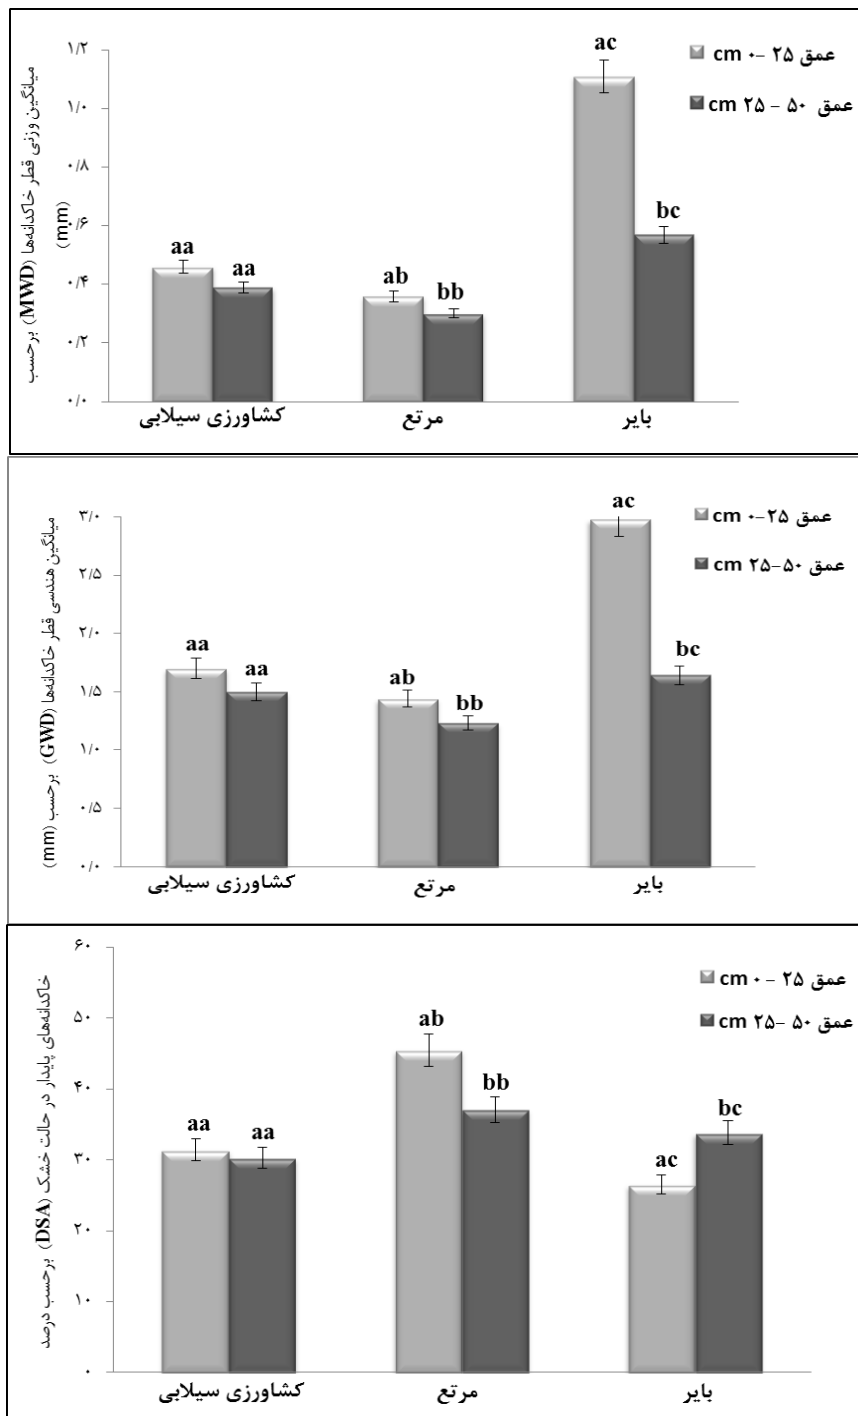 میانگین وزنی قطر خاکدانه‌ها (MWD) برحسب
(mm)
۱/۲
۱/۰
۰/۸
۰/۶
۰/۴
۰/۲
۰/۰
عمق ۲۵ – ۰ cm
عمق ۵۰ – ۲۵ cm
aa
aa
ab
bb
ac
bc
کشاورزی سیلابی
مرتع
بایر
میانگین هندسی قطر خاکدانه‌ها (GWD) برحسب (mm)
۳/۰
۲/۵
۲/۰
۱/۵
۱/۰
۰/۵
۰/۰
عمق ۲۵–۰ cm
عمق ۵۰–۲۵ cm
aa
aa
ab
bb
ac
bc
کشاورزی سیلابی
مرتع
بایر
خاکدانه‌های پایدار در حالت خشک (DSA) برحسب درصد
۶۰
۵۰
۴۰
۳۰
۲۰
۱۰
۰
عمق ۲۵ – ۰ cm
عمق ۵۰ –۲۵ cm
aa
aa
ab
bb
ac
bc
کشاورزی سیلابی
مرتع
بایر